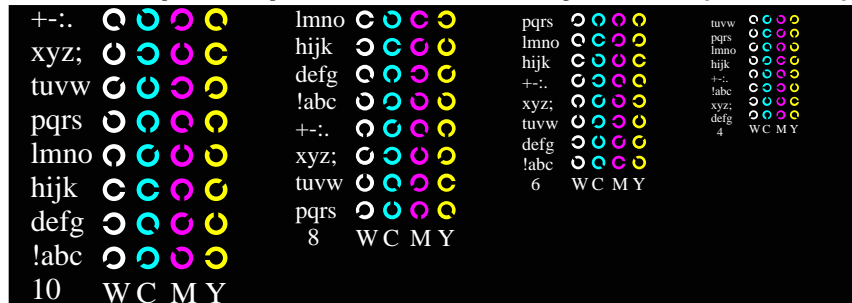 +-:.
xyz;
tuvw
pqrs
lmno
hijk
defg
!abc
10 W C M Y
lmno
hijk
defg
!abc
+-:.
xyz;
tuvw
pqrs
8 W C M Y
pqrs
lmno
hijk
+-:.
xyz;
tuvw
defg
!abc
6 W C M Y
tuvw
pqrs
lmno
hijk
+-:.
!abc
xyz;
defg
4 W C M Y